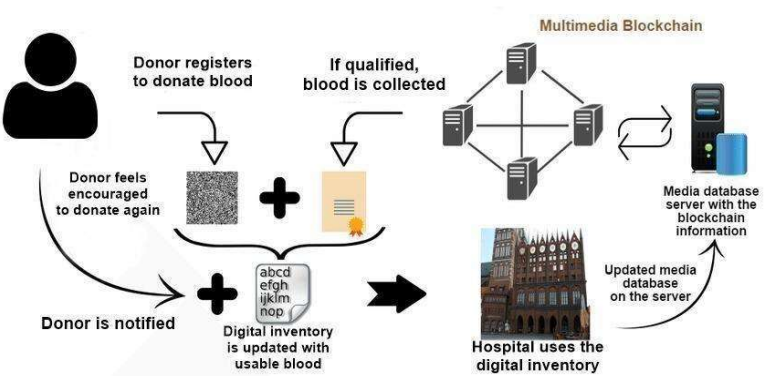 Multimedia Blockchain
Donor registers
to donate blood
If qualified,
blood is collected
Donor feels
encouraged
to donate again
Media database
server with the
blockchain
information
abcd
efgh
ijklm
nop
Updated media
database
on the server
Donor is notified
Digital inventory
is updated with
usable blood
Hospital uses the
digital inventory